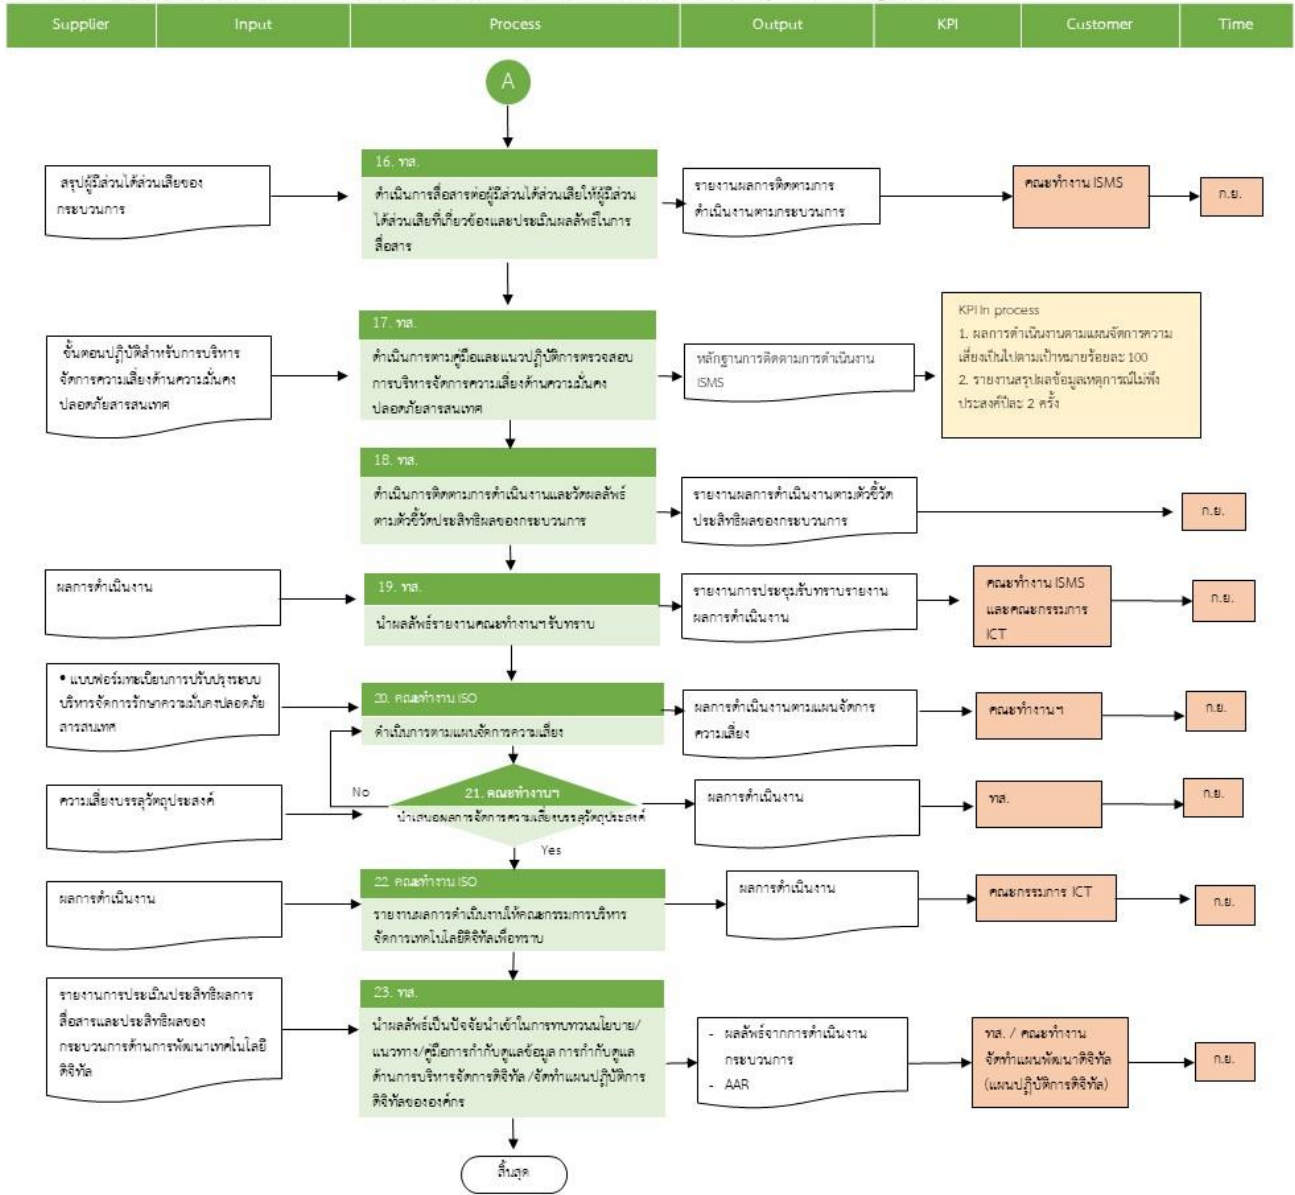 Supplier Input Process Output KPI Customer Time
A
สรุปผู้มีส่วนได้ส่วนเสียของ
กระบวนการ
16. ทส.
ดำเนินการสื่อสารต่อผู้มีส่วนได้ส่วนเสียให้ผู้มีส่วน
ได้ส่วนเสียที่เกี่ยวข้องและประเมินผลลัพธ์ในการ
สื่อสาร
รายงานผลการติดตามการ
ดำเนินงานตามกระบวนการ
คณะทำงาน ISMS
ก.ย.
ขั้นตอนปฏิบัติสำหรับการบริหาร
จัดการความเสี่ยงด้านความมั่นคง
ปลอดภัยสารสนเทศ
17. ทส.
ดำเนินการตามคู่มือและแนวปฏิบัติการตรวจสอบ
การบริหารจัดการความเสี่ยงด้านความมั่นคง
ปลอดภัยสารสนเทศ
หลักฐานการติดตามการดำเนินงาน
ISMS
KPI In process
1. ผลการดำเนินงานตามแผนจัดการความ
เสี่ยงเป็นไปตามเป้าหมายร้อยละ 100
2. รายงานสรุปผลข้อมูลเหตุการณ์ไม่พึง
ประสงค์ปีละ 2 ครั้ง
18. ทส.
ดำเนินการติดตามการดำเนินงานและวัดผลลัพธ์
ตามตัวชี้วัดประสิทธิผลของกระบวนการ
รายงานผลการดำเนินงานตามตัวชี้วัด
ประสิทธิผลของกระบวนการ
ก.ย.
ผลการดำเนินงาน
19. ทส.
นำผลลัพธ์รายงานคณะทำงานฯรับทราบ
รายงานการประชุมรับทราบรายงาน
ผลการดำเนินงาน
คณะทำงาน ISMS
และคณะกรรมการ
ICT
ก.ย.
• แบบฟอร์มทะเบียนการปรับปรุงระบบ
บริหารจัดการรักษาความมั่นคงปลอดภัย
สารสนเทศ
20. คณะทำงาน ISO
ดำเนินการตามแผนจัดการความเสี่ยง
ผลการดำเนินงานตามแผนจัดการ
ความเสี่ยง
คณะทำงานฯ
ก.ย.
ความเสี่ยงบรรลุวัตถุประสงค์
No
21. คณะทำงานฯ
นำเสนอผลการจัดการความเสี่ยงบรรลุวัตถุประสงค์
Yes
ผลการดำเนินงาน
ทส.
ก.ย.
ผลการดำเนินงาน
22. คณะทำงาน ISO
รายงานผลการดำเนินงานให้คณะกรรมการบริหาร
จัดการเทคโนโลยีดิจิทัลเพื่อทราบ
ผลการดำเนินงาน
คณะกรรมการ ICT
ก.ย.
รายงานการประเมินประสิทธิผลการ
สื่อสารและประสิทธิผลของ
กระบวนการด้านการพัฒนาเทคโนโลยี
ดิจิทัล
23. ทส.
นำผลลัพธ์เป็นปัจจัยนำเข้าในการทบทวนนโยบาย/
แนวทาง/คู่มือการกำกับดูแลข้อมูล การกำกับดูแล
ด้านการบริหารจัดการดิจิทัล /จัดทำแผนปฏิบัติการ
ดิจิทัลขององค์กร
- ผลลัพธ์จากการดำเนินงาน
กระบวนการ
- AAR
ทส. / คณะทำงาน
จัดทำแผนพัฒนาดิจิทัล
(แผนปฏิบัติการดิจิทัล)
ก.ย.
สิ้นสุด